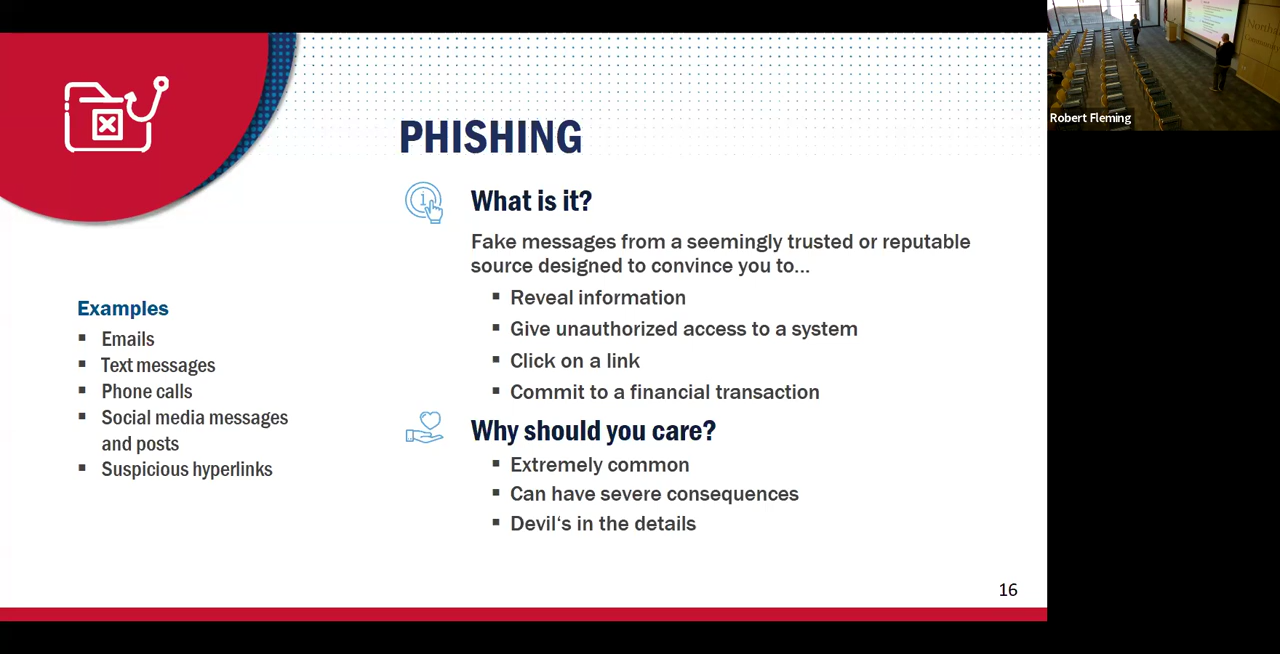 PHISHING
What is it?
Fake messages from a seemingly trusted or reputable
source designed to convince you to...
▪ Reveal information
▪ Give unauthorized access to a system
▪ Click on a link
▪ Commit to a financial transaction
Why should you care?
▪ Extremely common
▪ Can have severe consequences
▪ Devil's in the details
Examples
▪ Emails
▪ Text messages
▪ Phone calls
▪ Social media messages
and posts
▪ Suspicious hyperlinks
16
Robert Fleming